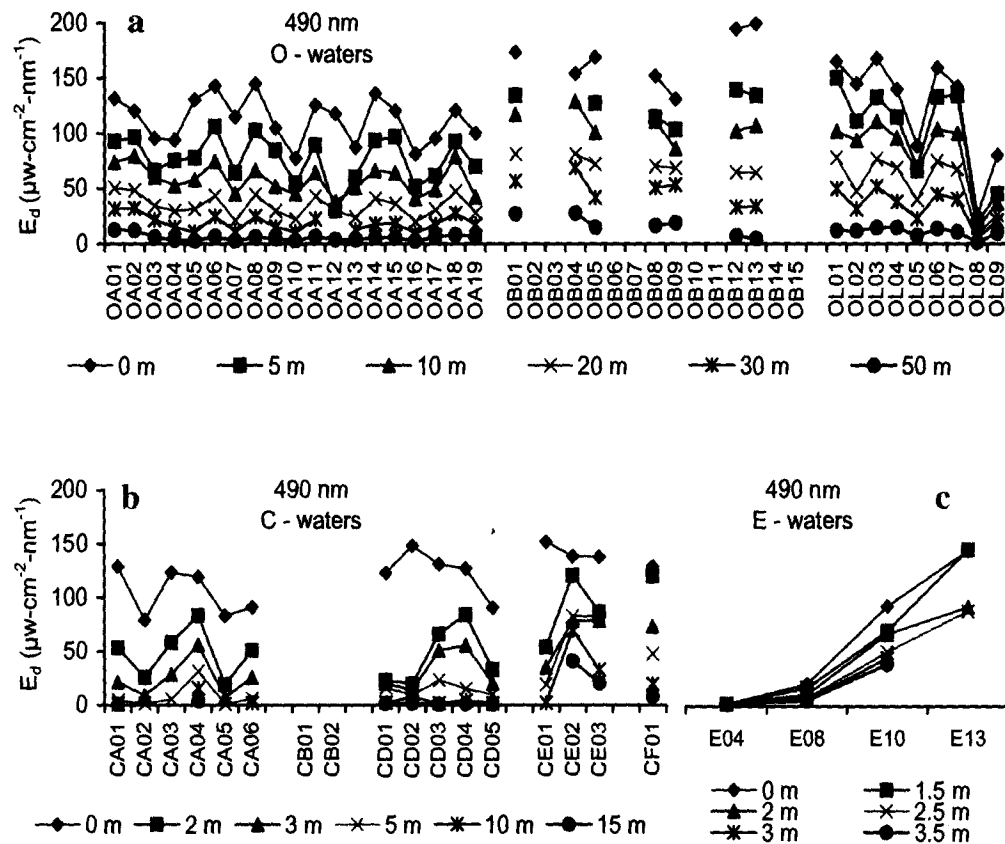 a
490 nm
O - waters
E_d (µw-cm⁻²-nm⁻¹)
200
150
100
50
0
OA01 OA02 OA03 OA04 OA05 OA06 OA07 OA08 OA09 OA10 OA11 OA12 OA13 OA14 OA15 OA16 OA17 OA18 OA19 OB01 OB02 OB03 OB04 OB05 OB06 OB07 OB08 OB09 OB10 OB11 OB12 OB13 OB14 OB15 OL01 OL02 OL03 OL04 OL05 OL06 OL07 OL08 OL09
0 m 5 m 10 m 20 m 30 m 50 m
b
490 nm
C - waters
E_d (µw-cm⁻²-nm⁻¹)
200
150
100
50
0
CA01 CA02 CA03 CA04 CA05 CA06 CB01 CB02 CD01 CD02 CD03 CD04 CD05 CE01 CE02 CE03 CF01
0 m 2 m 3 m 5 m 10 m 15 m
490 nm
c
E - waters
E04 E08 E10 E13
0 m 1.5 m
2 m 2.5 m
3 m 3.5 m